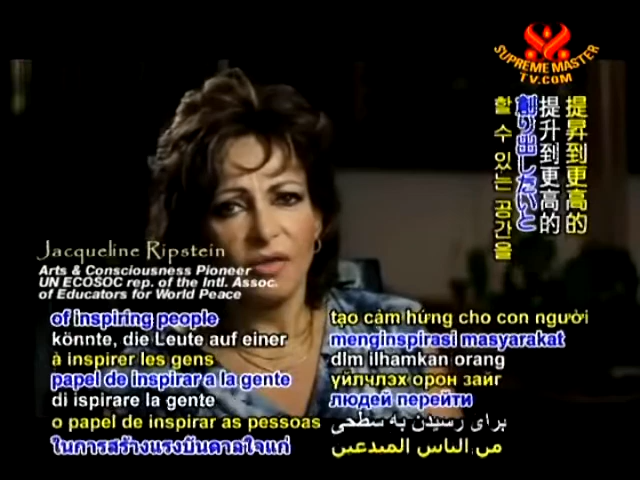 SUPREME MASTER
TV.COM
提昇到更高的
提升到更高的
創り出したいと
할 수 있는 공간을
Jacqueline Ripstein
Arts & Consciousness Pioneer
UN ECOSOC rep. of the Intl. Assoc.
of Educators for World Peace
of inspiring people
könnte, die Leute auf einer
à inspirer les gens
papel de inspirar a la gente
di ispirare la gente
o papel de inspirar as pessoas
ในการสร้างแรงบันดาลใจแก่
tạo cảm hứng cho con người
menginspirasi masyarakat
dlm ilhamkan orang
үйлчлэх орон зайг
людей перейти
برای رسیدن به سطحی
من الناس المبدعين